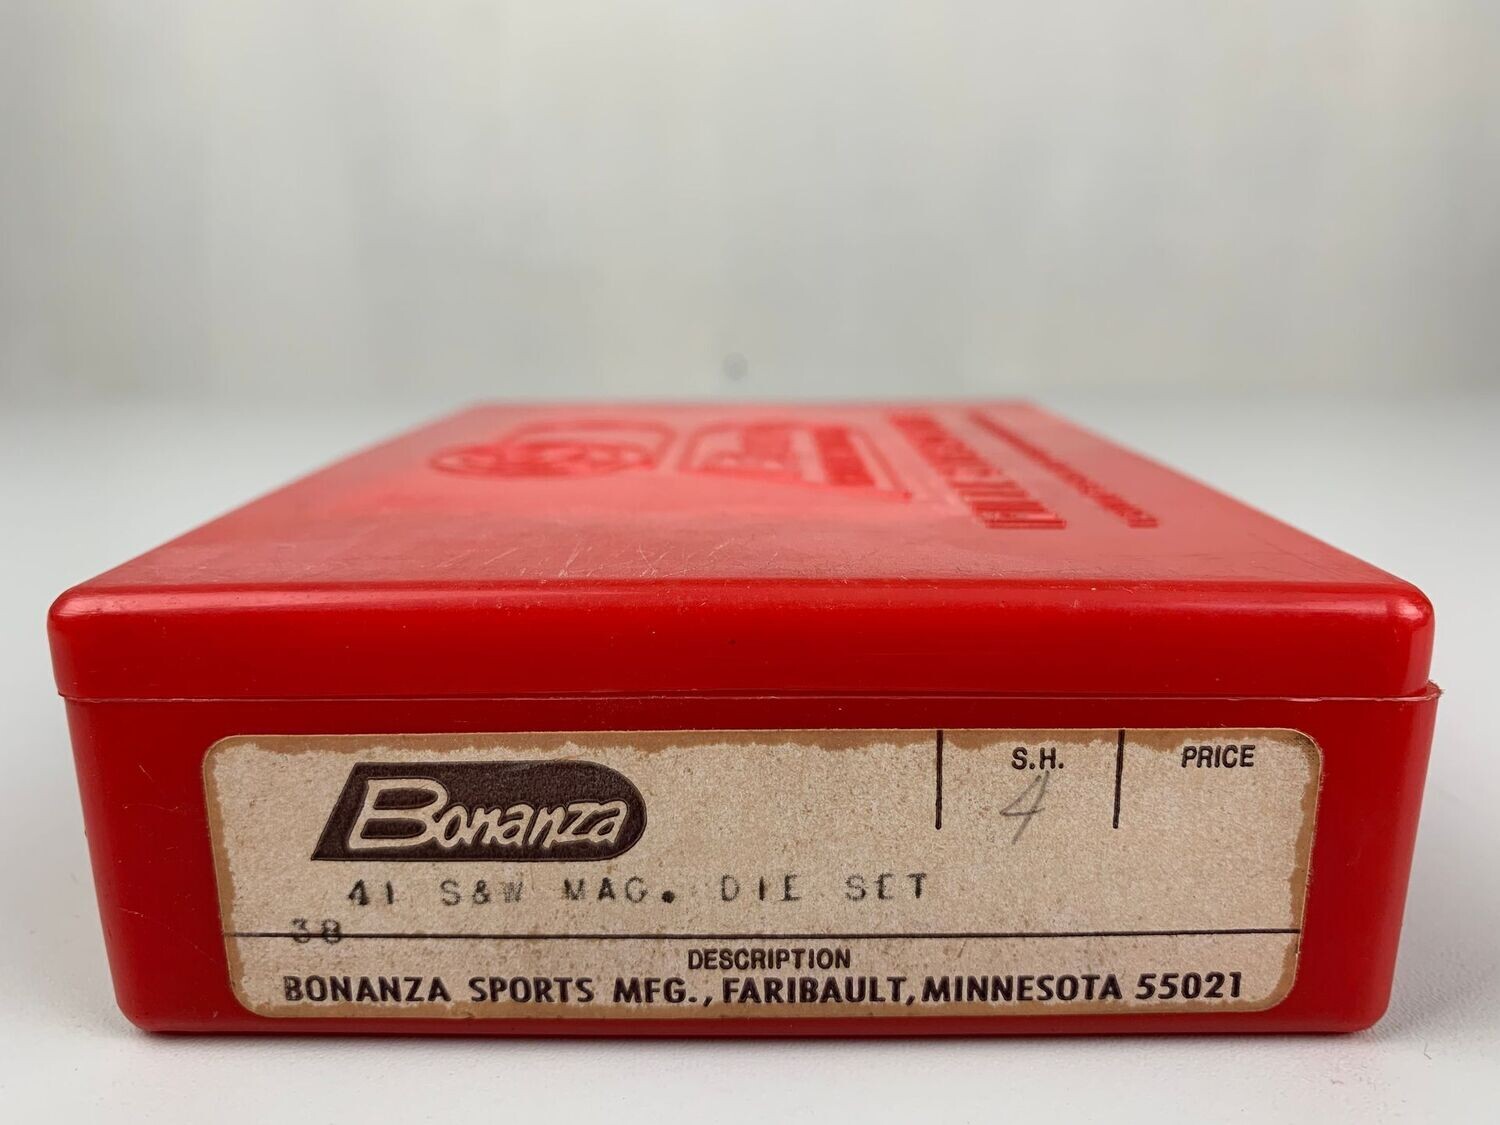 Bonanza
S.H.
PRICE
4
41 S&W MAG. DIE SET
38
DESCRIPTION
BONANZA SPORTS MFG., FARIBAULT, MINNESOTA 55021